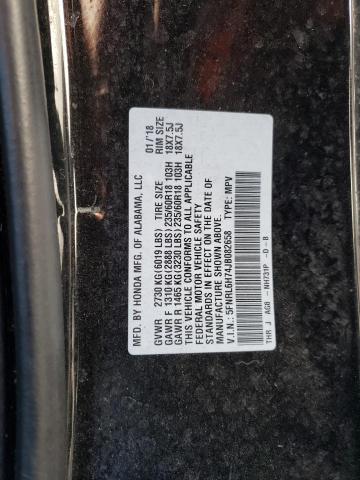 MFD. BY HONDA MFG. OF ALABAMA, LLC 01/'18
GVWR 2730 KG(6019 LBS) TIRE SIZE RIM SIZE
GAWR F 1310 KG(2888 LBS)235/60R18 103H 18X7.5J
GAWR R 1465 KG(3230 LBS)235/60R18 103H 18X7.5J
THIS VEHICLE CONFORMS TO ALL APPLICABLE
FEDERAL MOTOR VEHICLE SAFETY
STANDARDS IN EFFECT ON THE DATE OF
MANUFACTURE SHOWN ABOVE.
V.I.N.: 5FNRL6H74JB082658 TYPE: MPV
THR J AG8 - NH731P -D-B